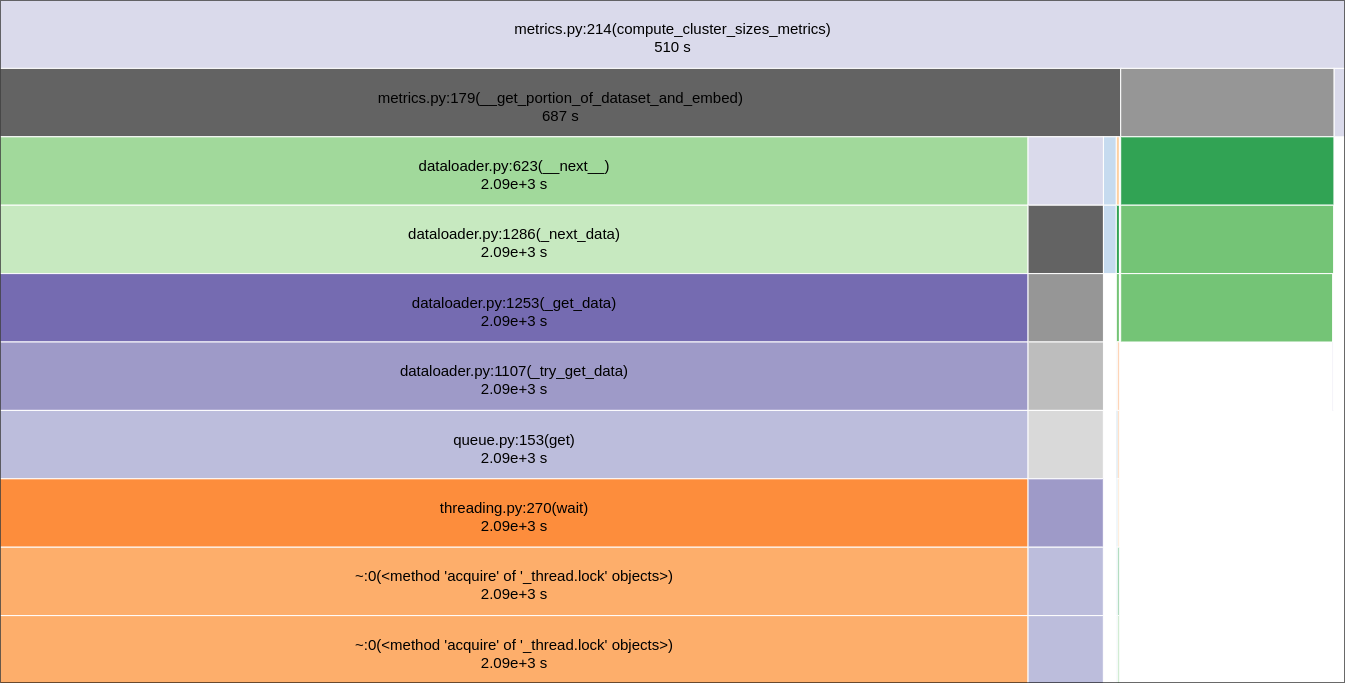 metrics.py:214(compute_cluster_sizes_metrics)
510 s
metrics.py:179(__get_portion_of_dataset_and_embed)
687 s
dataloader.py:623(__next__)
2.09e+3 s
dataloader.py:1286(_next_data)
2.09e+3 s
dataloader.py:1253(_get_data)
2.09e+3 s
dataloader.py:1107(_try_get_data)
2.09e+3 s
queue.py:153(get)
2.09e+3 s
threading.py:270(wait)
2.09e+3 s
~:0(<method 'acquire' of '_thread.lock' objects>)
2.09e+3 s
~:0(<method 'acquire' of '_thread.lock' objects>)
2.09e+3 s